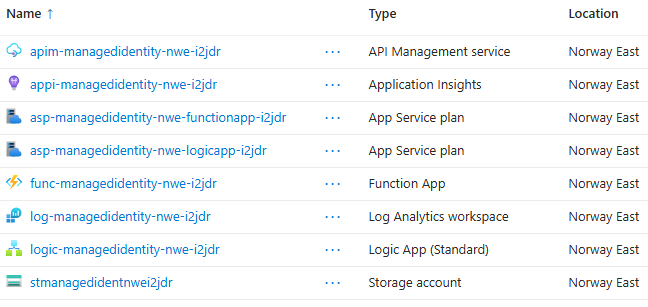 Name ↑ Type Location
apim-managedidentity-nwe-i2jdr ... API Management service Norway East
appi-managedidentity-nwe-i2jdr ... Application Insights Norway East
asp-managedidentity-nwe-functionapp-i2jdr ... App Service plan Norway East
asp-managedidentity-nwe-logicapp-i2jdr ... App Service plan Norway East
func-managedidentity-nwe-i2jdr ... Function App Norway East
log-managedidentity-nwe-i2jdr ... Log Analytics workspace Norway East
logic-managedidentity-nwe-i2jdr ... Logic App (Standard) Norway East
stmanagedidentnwei2jdr ... Storage account Norway East